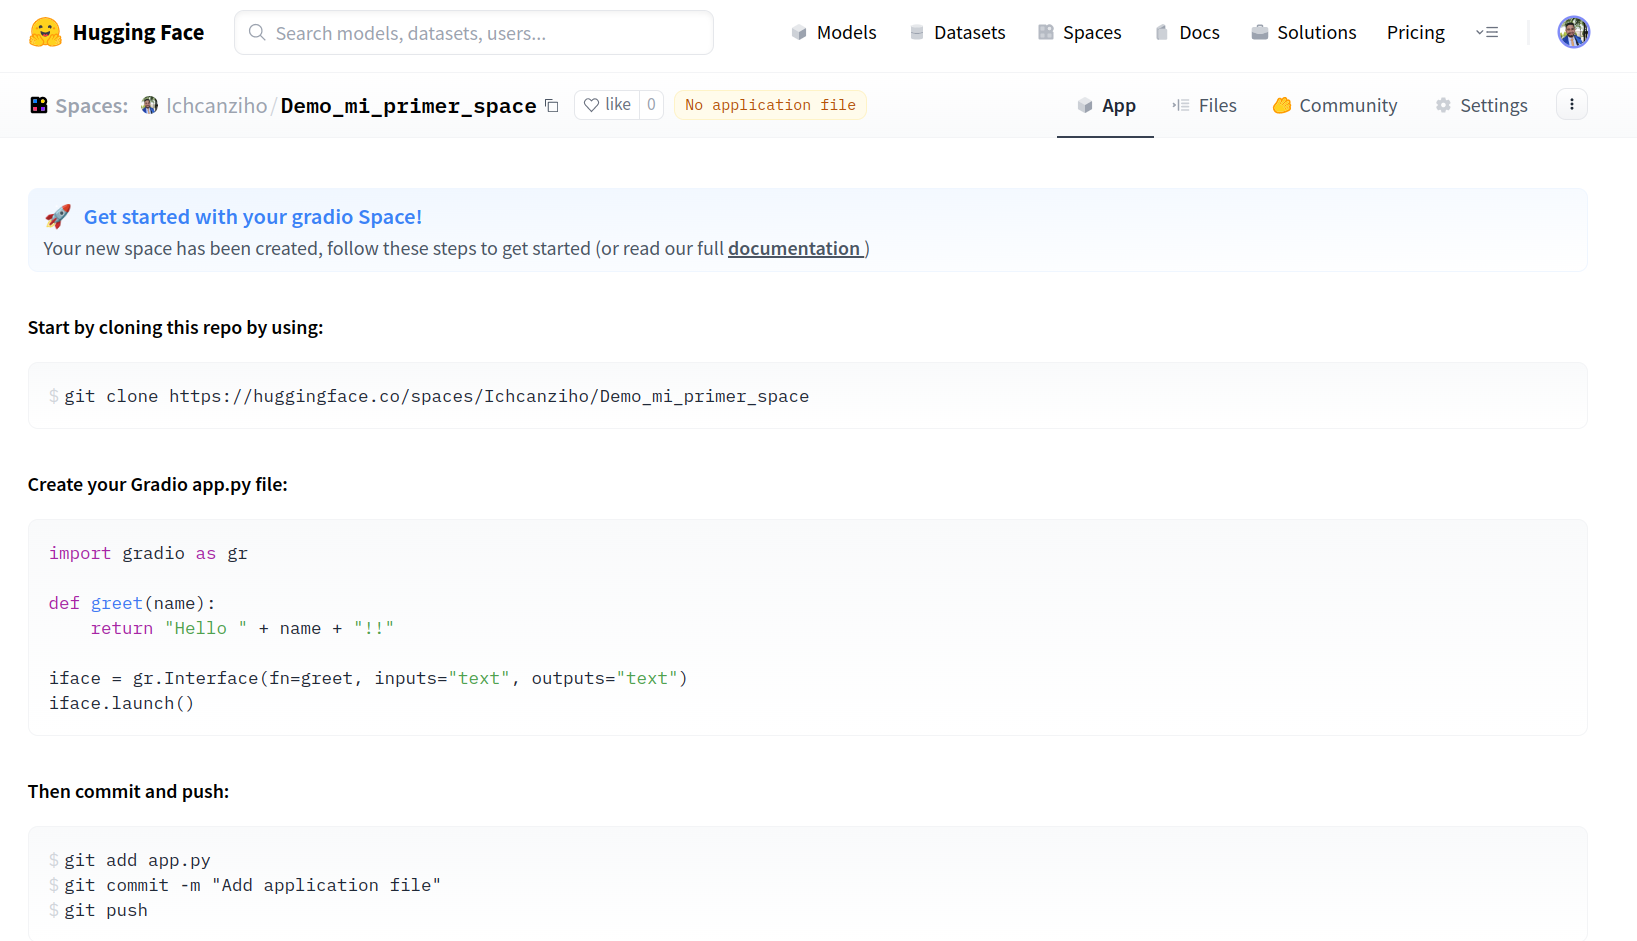 Hugging Face
Search models, datasets, users...
Models
Datasets
Spaces
Docs
Solutions
Pricing
Spaces: Ichcanziho/Demo_mi_primer_space
like 0
No application file
App
Files
Community
Settings
Get started with your gradio Space!
Your new space has been created, follow these steps to get started (or read our full documentation )
Start by cloning this repo by using:
$ git clone https://huggingface.co/spaces/Ichcanziho/Demo_mi_primer_space
Create your Gradio app.py file:
import gradio as gr
def greet(name):
    return "Hello " + name + "!!"
iface = gr.Interface(fn=greet, inputs="text", outputs="text")
iface.launch()
Then commit and push:
$ git add app.py
$ git commit -m "Add application file"
$ git push